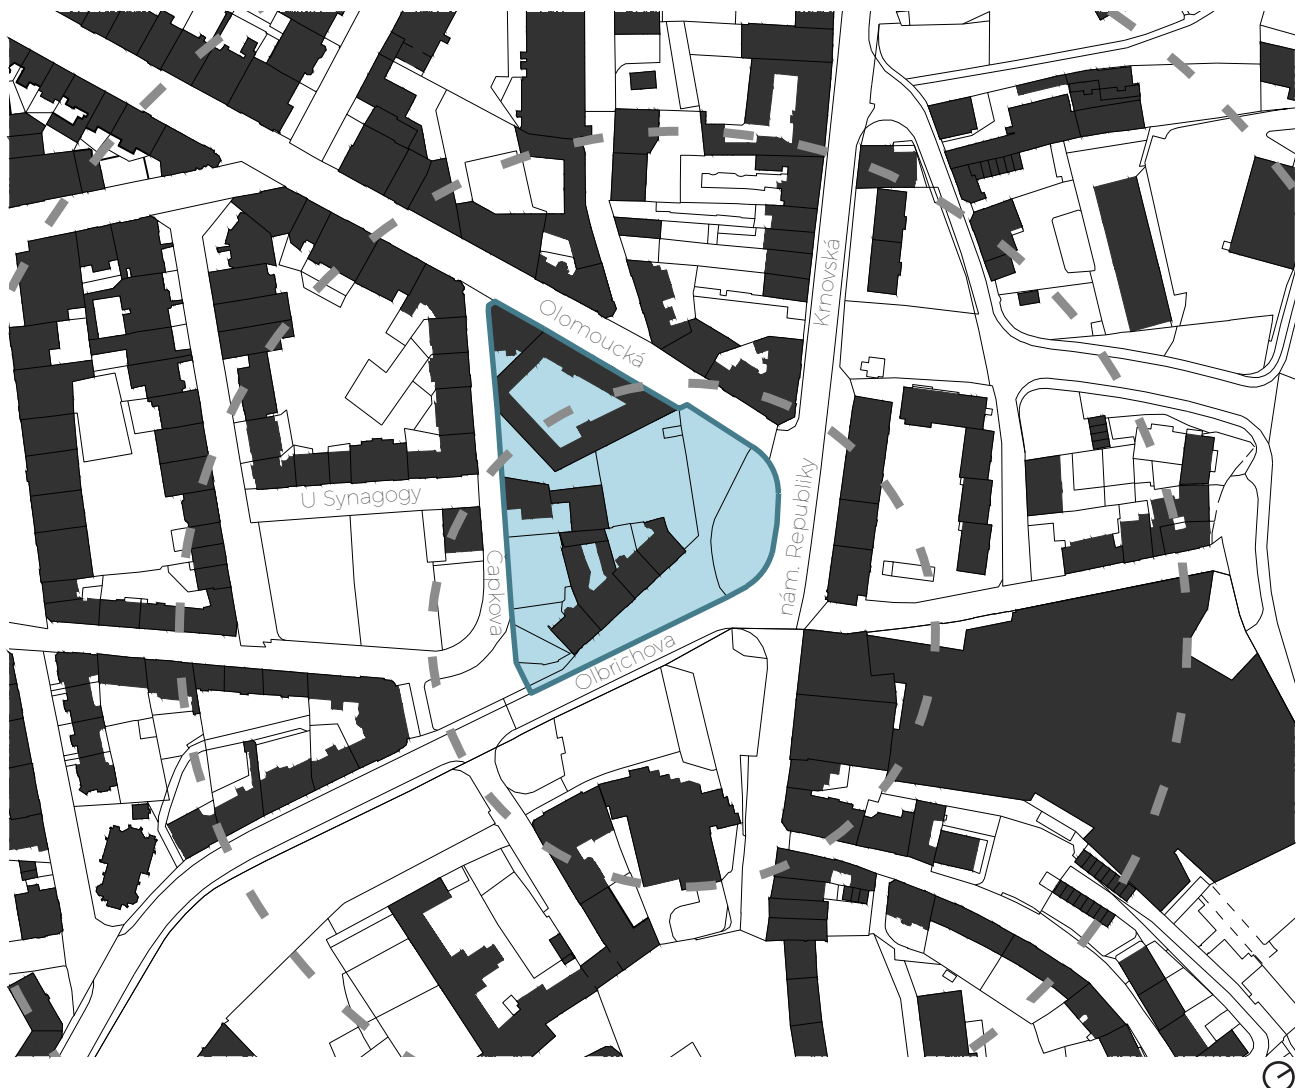 Olomoucká
Krnovská
U Synagogy
nám. Republiky
Čapkova
Olbrichova